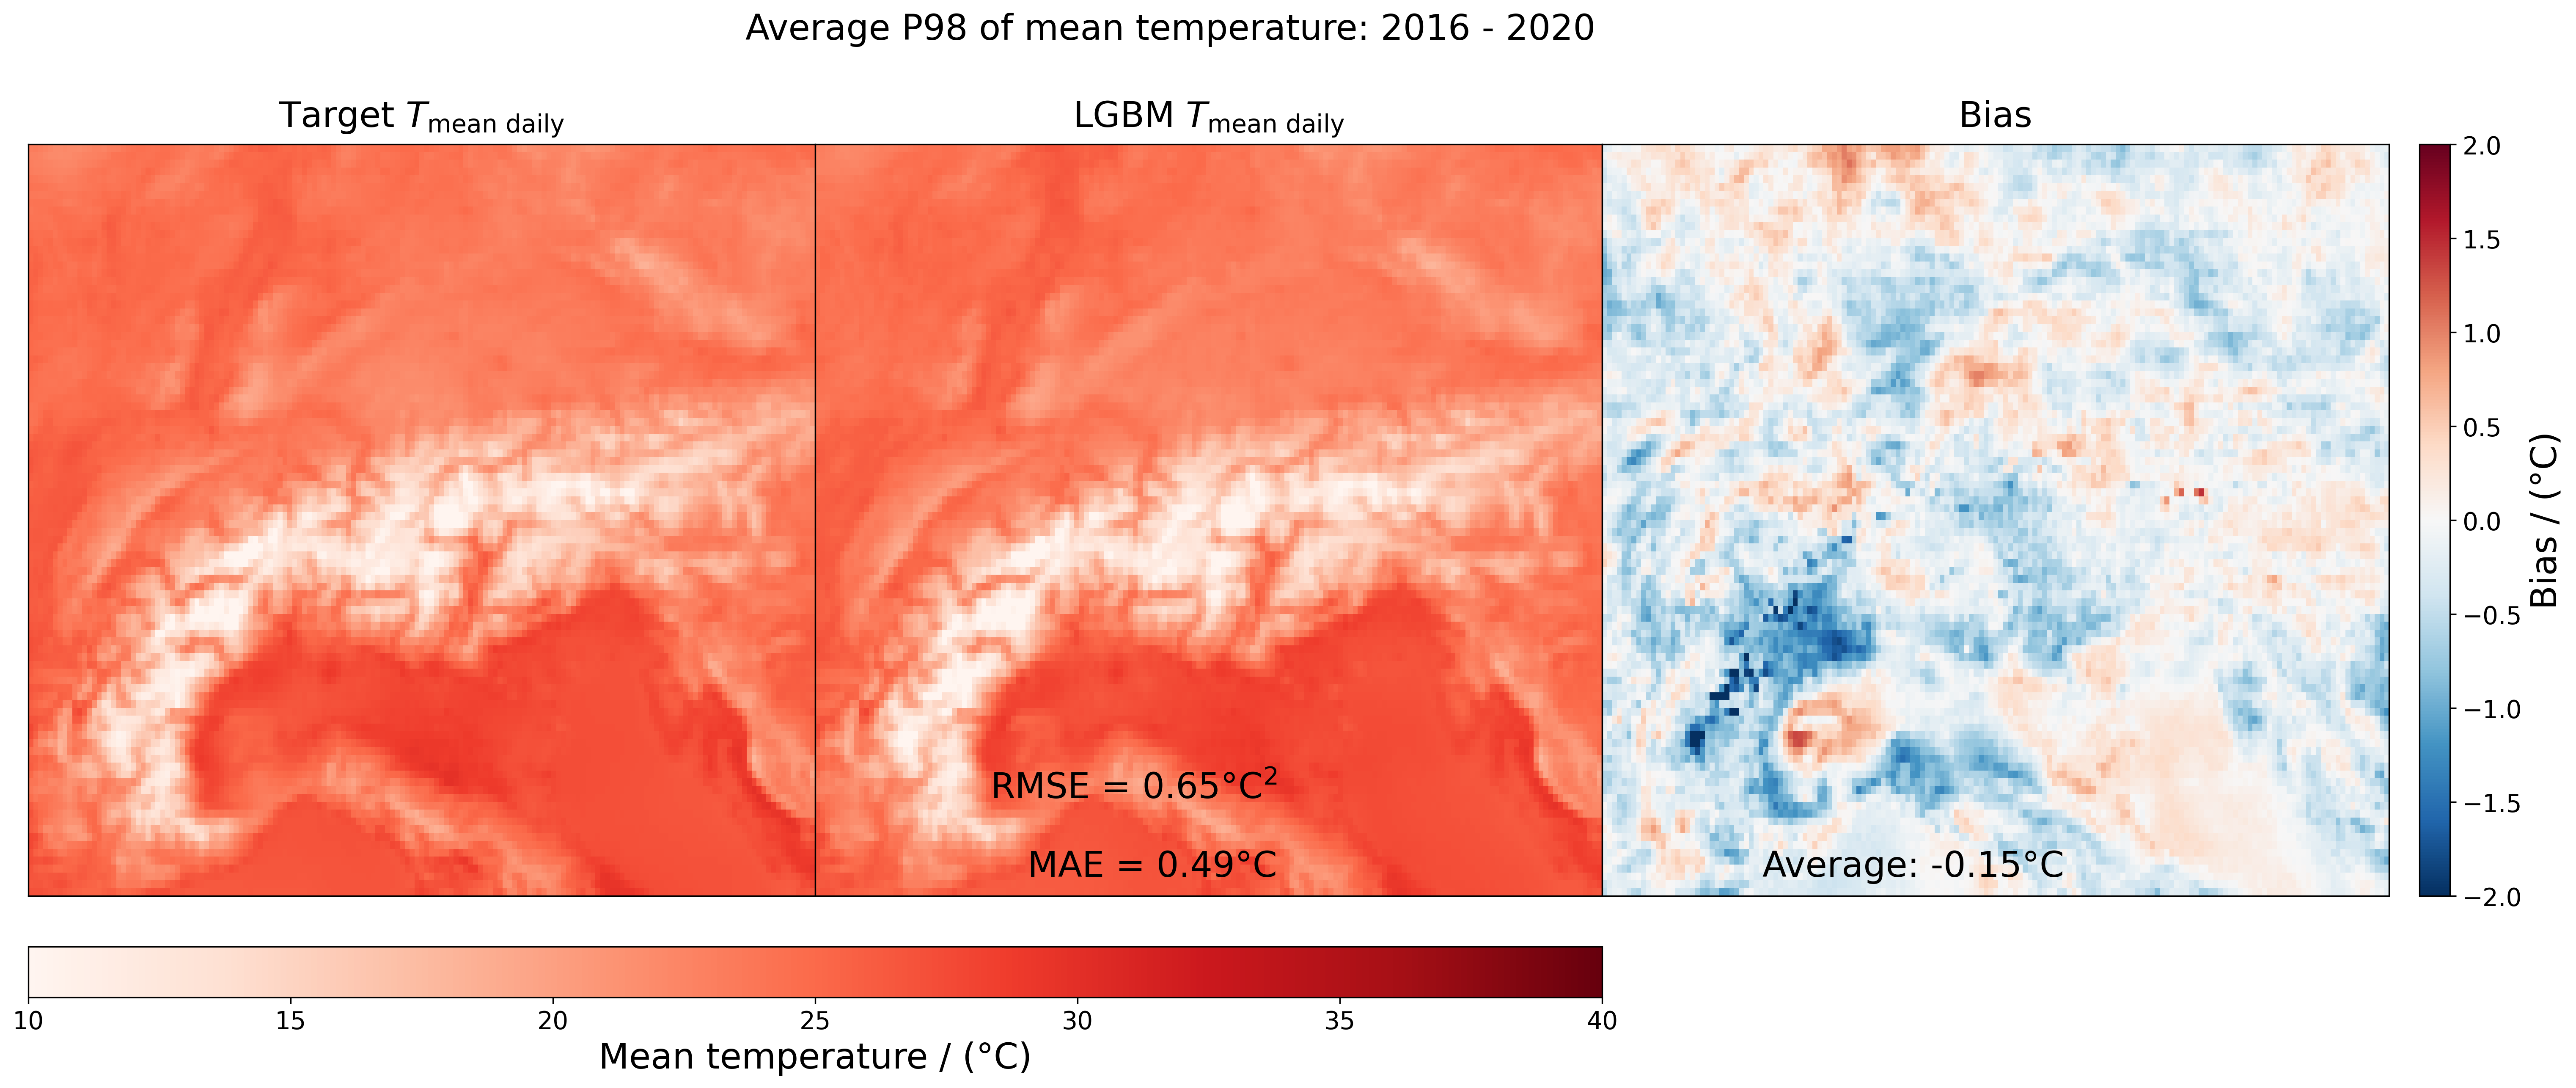 Average P98 of mean temperature: 2016 - 2020
Target T mean daily
LGBM T mean daily
Bias
2.0
1.5
1.0
0.5
0.0
−0.5
−1.0
−1.5
−2.0
Bias / (°C)
RMSE = 0.65°C²
MAE = 0.49°C
Average: -0.15°C
10 15 20 25 30 35 40
Mean temperature / (°C)